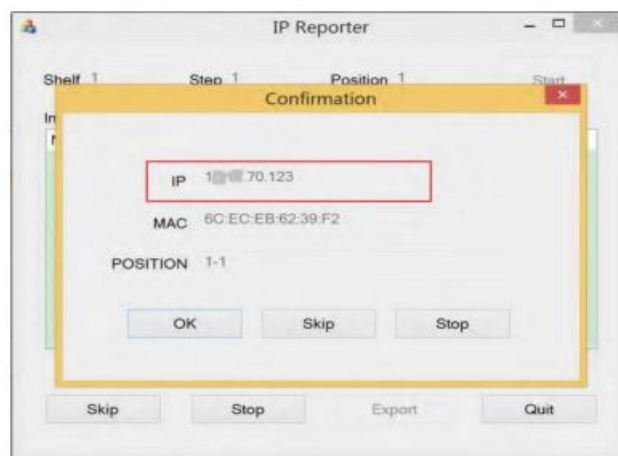 IP Reporter
Shelf 1 Step 1 Position 1 Start
Confirmation
IP .70.123
MAC 6C:EC:EB:62:39:F2
POSITION 1-1
OK Skip Stop
Skip Stop Export Quit